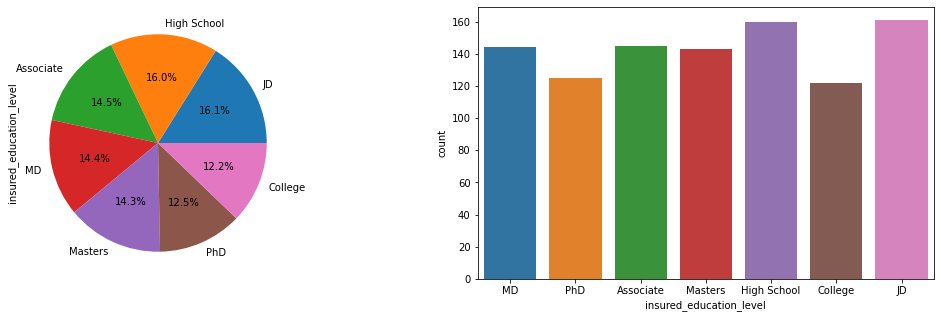 High School
Associate
JD
16.0%
16.1%
14.5%
insured_education_level
14.4%
12.2%
MD
College
14.3%
12.5%
Masters
PhD
160
140
120
100
80
60
40
20
0
count
MD PhD Associate Masters High School College JD
insured_education_level